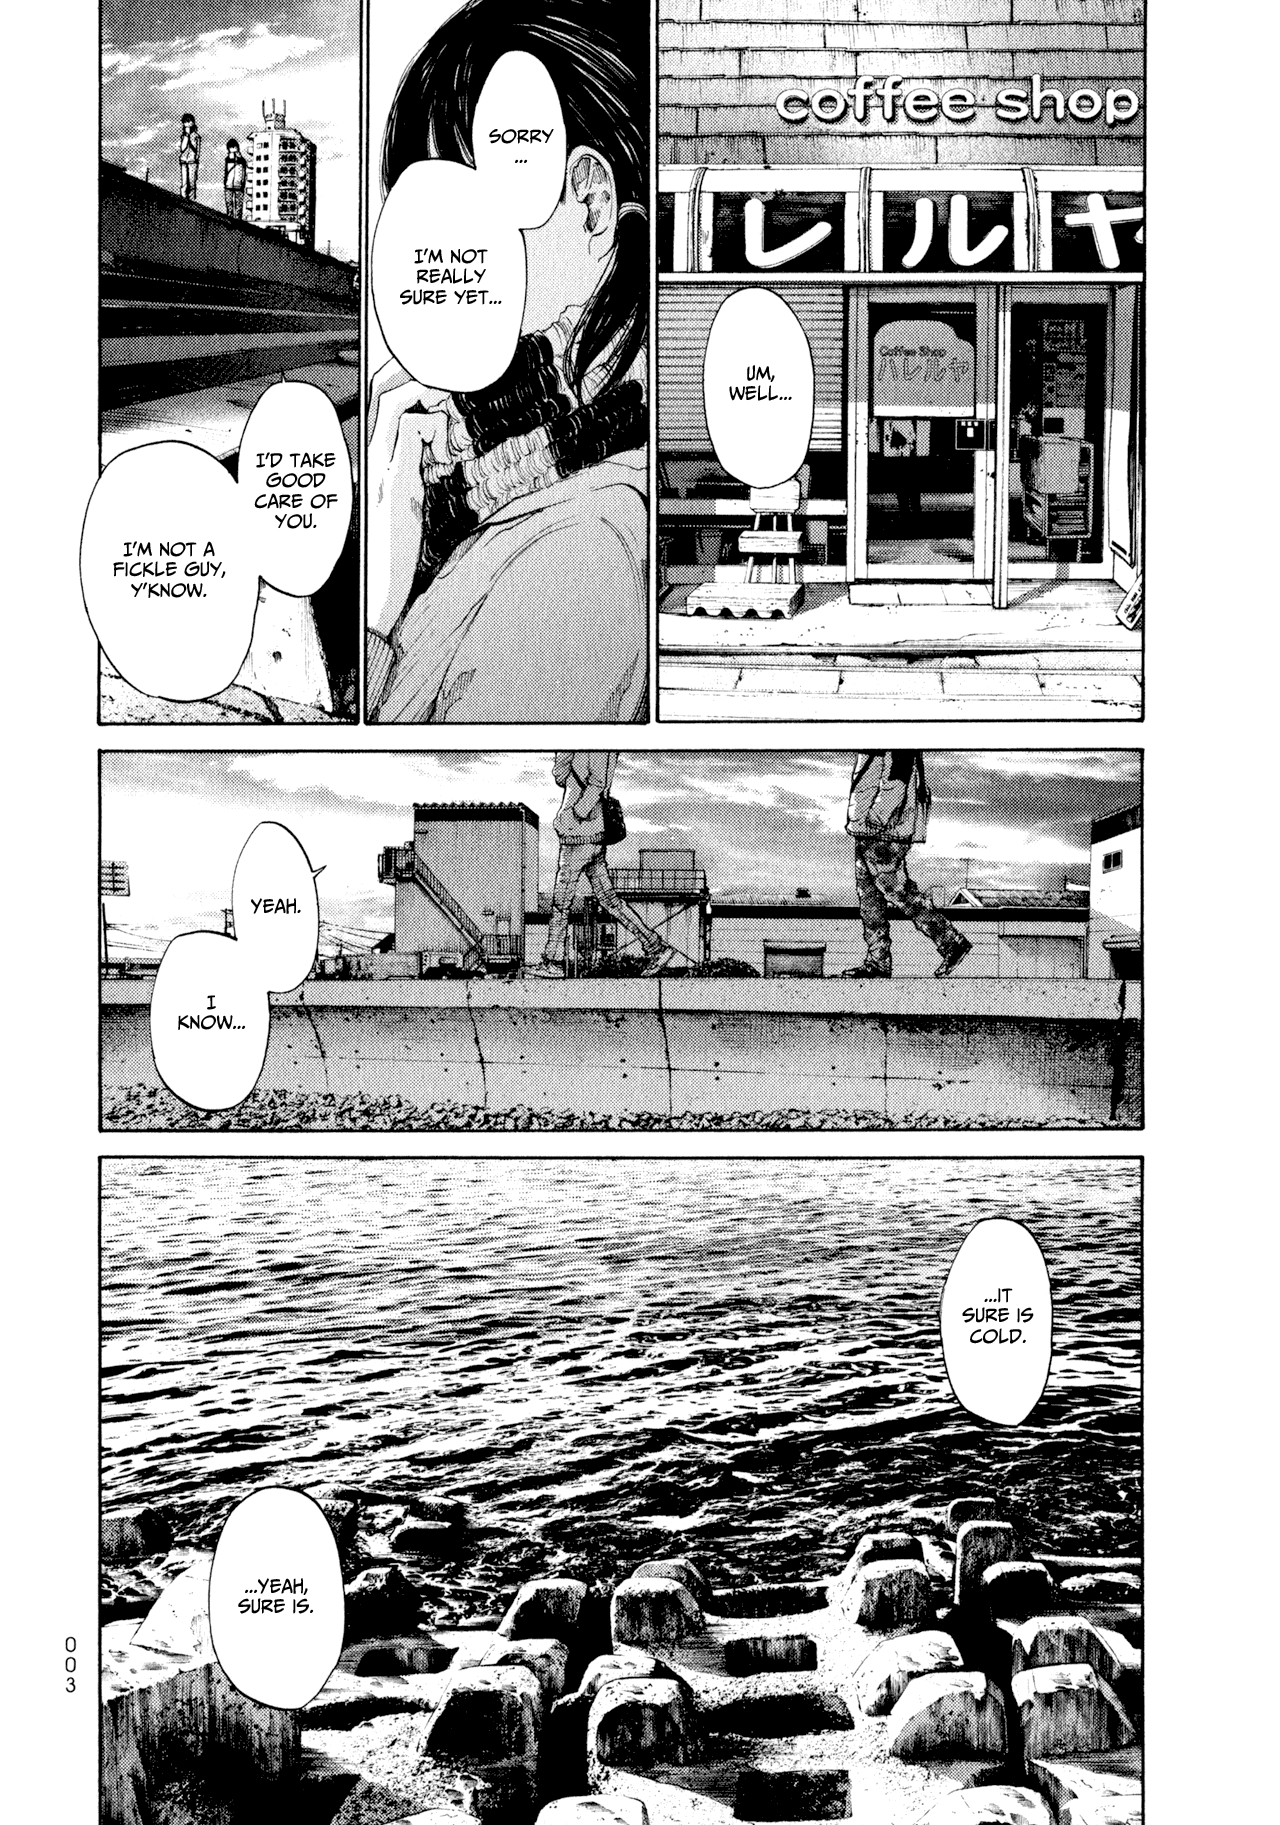 coffee shop
レルヤ
Coffee Shop
ハレルヤ
UM,
WELL...
SORRY
...
I'M NOT
REALLY
SURE YET...
I'D TAKE
GOOD
CARE OF
YOU.
I'M NOT A
FICKLE GUY,
Y'KNOW.
YEAH.
I
KNOW...
...IT
SURE IS
COLD.
...YEAH,
SURE IS.
003